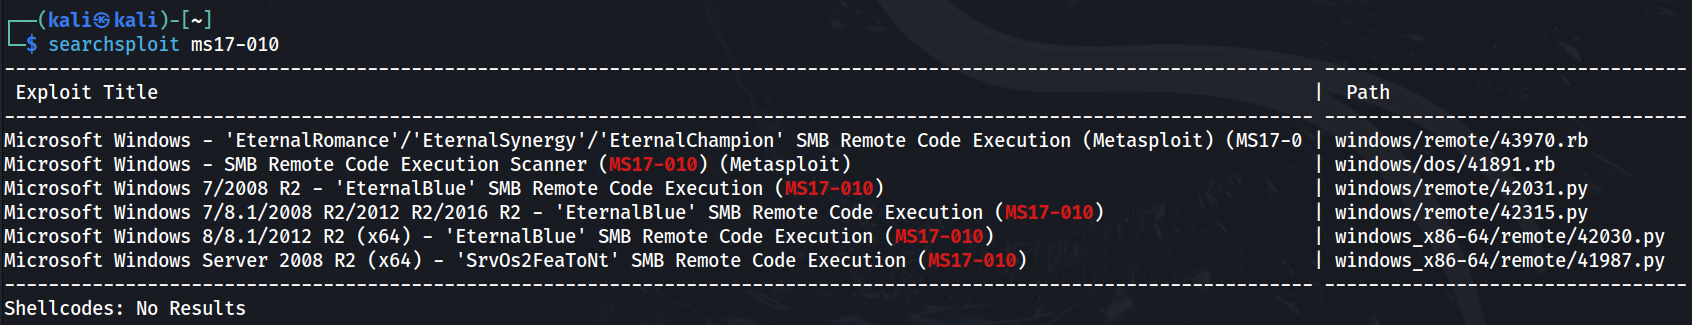 ┌──(kali㉿kali)-[~]
└─$ searchsploit ms17-010
Exploit Title | Path
Microsoft Windows - 'EternalRomance'/'EternalSynergy'/'EternalChampion' SMB Remote Code Execution (Metasploit) (MS17-0 | windows/remote/43970.rb
Microsoft Windows - SMB Remote Code Execution Scanner (MS17-010) (Metasploit) | windows/dos/41891.rb
Microsoft Windows 7/2008 R2 - 'EternalBlue' SMB Remote Code Execution (MS17-010) | windows/remote/42031.py
Microsoft Windows 7/8.1/2008 R2/2012 R2/2016 R2 - 'EternalBlue' SMB Remote Code Execution (MS17-010) | windows/remote/42315.py
Microsoft Windows 8/8.1/2012 R2 (x64) - 'EternalBlue' SMB Remote Code Execution (MS17-010) | windows_x86-64/remote/42030.py
Microsoft Windows Server 2008 R2 (x64) - 'SrvOs2FeaToNt' SMB Remote Code Execution (MS17-010) | windows_x86-64/remote/41987.py
Shellcodes: No Results